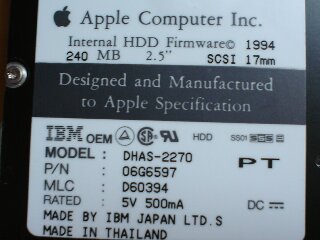 Apple Computer Inc.
Internal HDD Firmware© 1994
240 MB 2.5" SCSI 17mm
Designed and Manufactured
to Apple Specification
IBM OEM HDD SS01
MODEL : DHAS-2270
P/N : 06G6597
MLC : D60394
RATED : 5V 500mA DC
PT
MADE BY IBM JAPAN LTD.S
MADE IN THAILAND